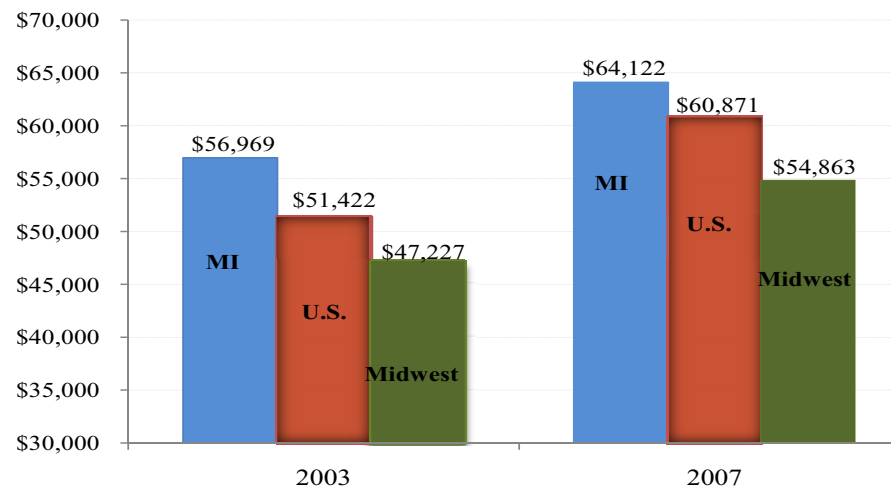 $70,000
$65,000
$60,000
$55,000
$50,000
$45,000
$40,000
$35,000
$30,000
$56,969
$51,422
$47,227
MI
U.S.
Midwest
$64,122
$60,871
$54,863
MI
U.S.
Midwest
2003
2007